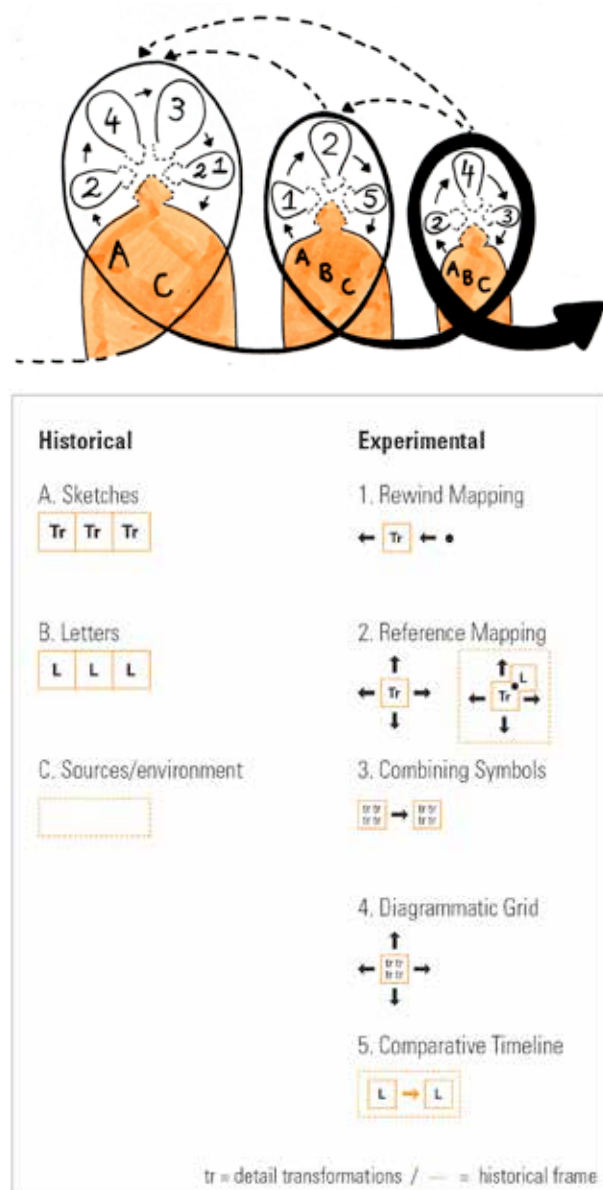 4 3
2 2 1
A
C
2
1 5
A B C
4
2 3
A B C
Historical
A. Sketches
Tr Tr Tr
B. Letters
L L L
C. Sources/environment
Experimental
1. Rewind Mapping
Tr
2. Reference Mapping
Tr
L
Tr
3. Combining Symbols
tr tr tr tr
tr tr tr tr
4. Diagrammatic Grid
tr tr
tr tr
5. Comparative Timeline
L L
tr = detail transformations / = historical frame